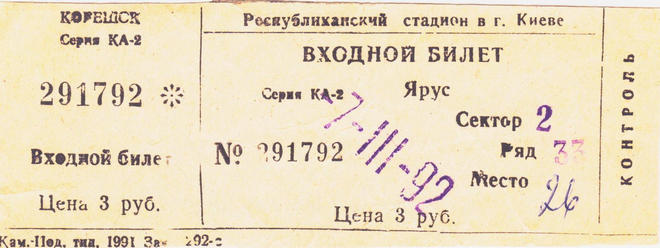 КОРЕШОК
Серия КА-2
291792 *
Входной билет
Цена 3 руб.
Республиканский стадион в г. Киеве
ВХОДНОЙ БИЛЕТ
Серия КА-2 Ярус
Сектор 2
№ 291792
Ряд 33
Место 26
-7-III-92
Цена 3 руб.
КОНТРОЛЬ
Кам.-Под. тип. 1991 292-